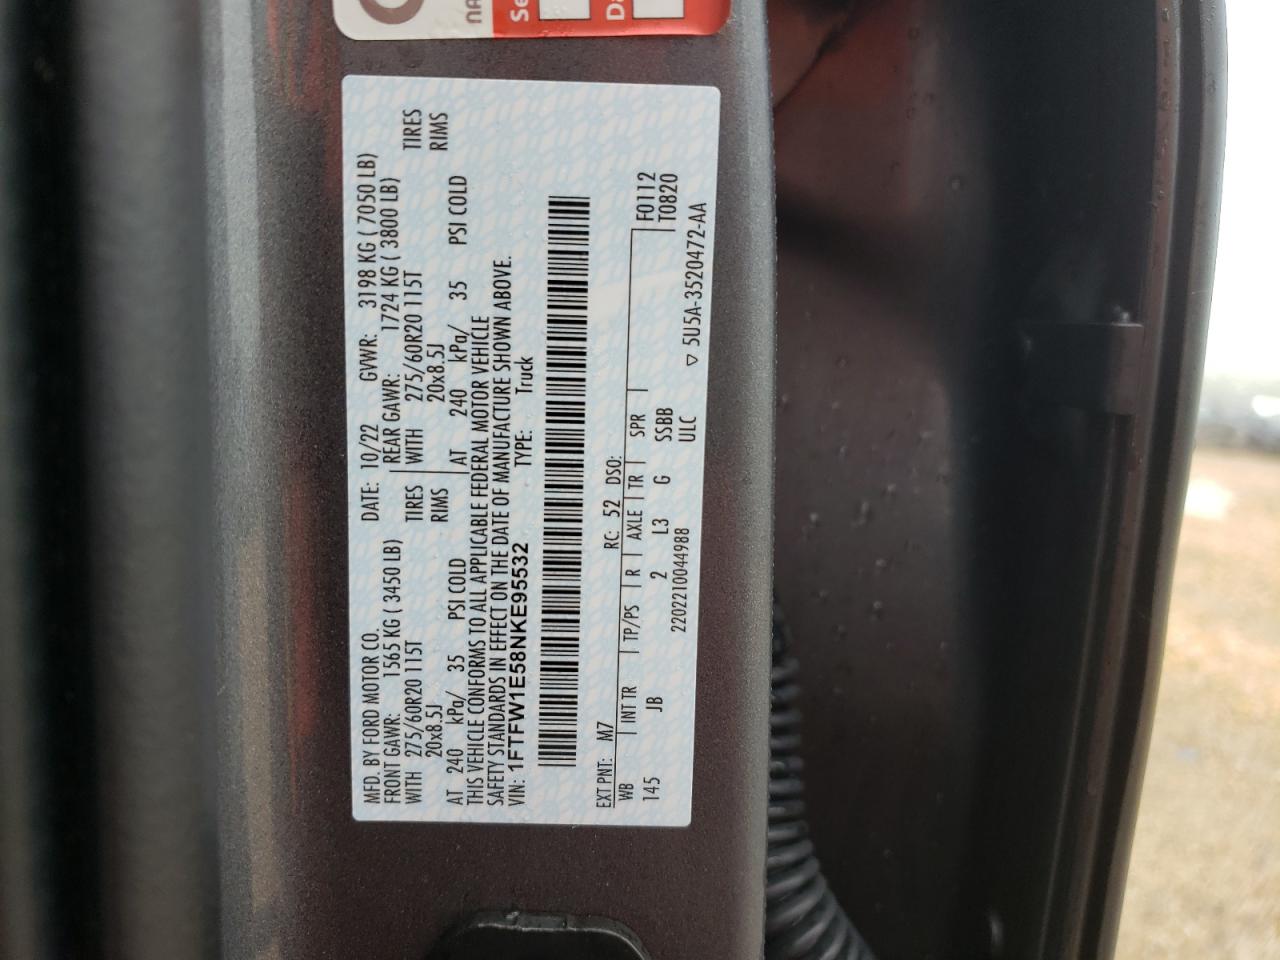 NA
Se
Da
MFD. BY FORD MOTOR CO. DATE: 10/22 GVWR: 3198 KG ( 7050 LB)
FRONT GAWR: 1565 KG ( 3450 LB) REAR GAWR: 1724 KG ( 3800 LB)
WITH 275/60R20 115T TIRES WITH 275/60R20 115T TIRES
20x8.5J RIMS 20x8.5J RIMS
AT 240 kPa/ 35 PSI COLD AT 240 kPa/ 35 PSI COLD
THIS VEHICLE CONFORMS TO ALL APPLICABLE FEDERAL MOTOR VEHICLE
SAFETY STANDARDS IN EFFECT ON THE DATE OF MANUFACTURE SHOWN ABOVE.
VIN: 1FTFW1E58NKE95532 TYPE: Truck
EXT PNT: M7 RC: 52 DSO: F0112
WB INT TR TP/PS R AXLE TR SPR T0820
145 JB 2 L3 G SSBB
220221044988 ULC ▽ 5U5A-3520472-AA